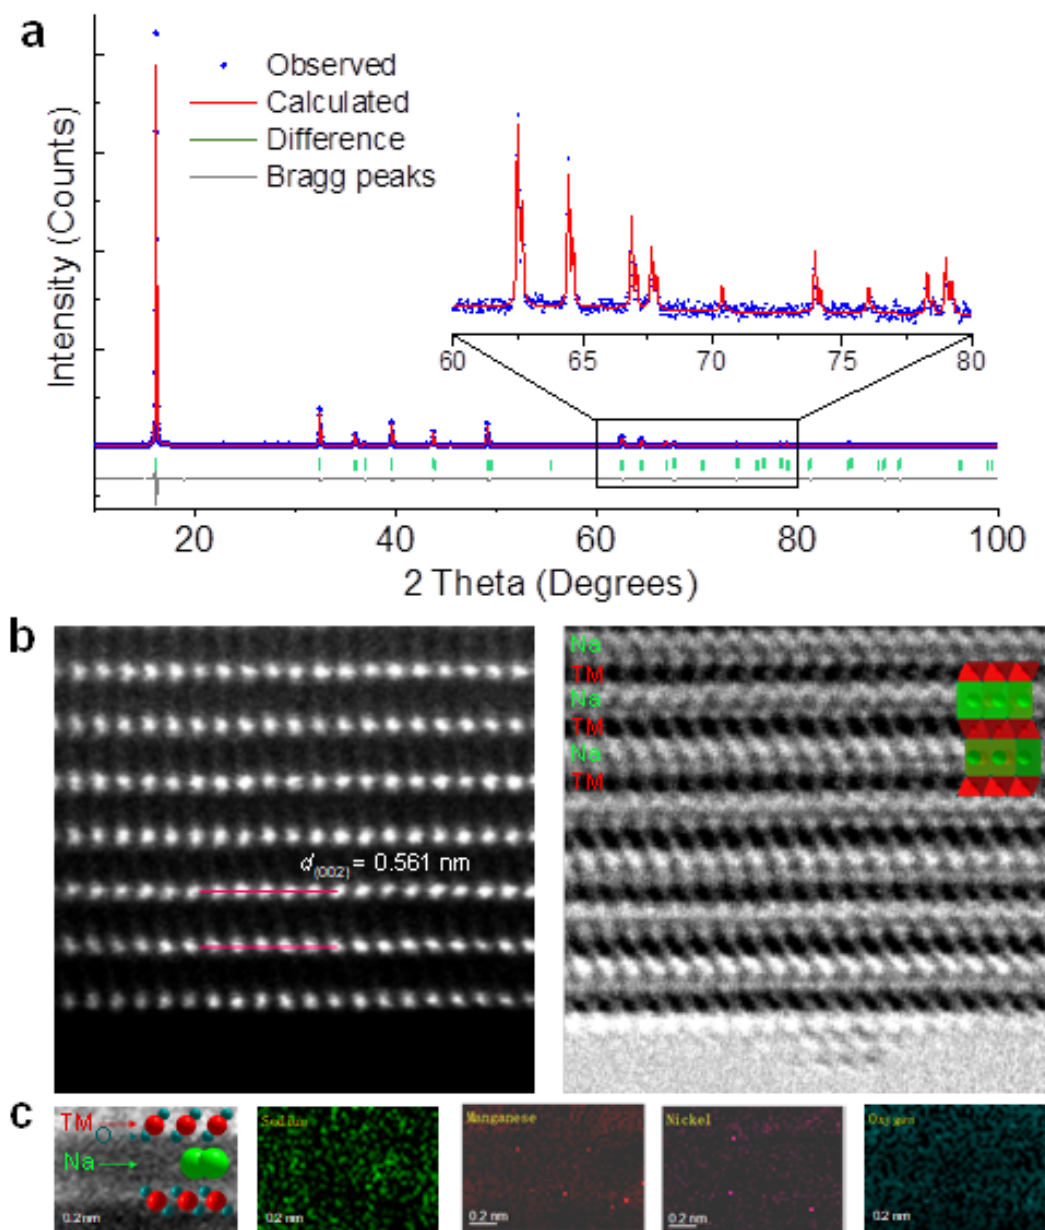 a
Observed
Calculated
Difference
Bragg peaks
Intensity (Counts)
60 65 70 75 80
20 40 60 80 100
2 Theta (Degrees)
b
d(002) = 0.561 nm
Na
TM
Na
TM
Na
TM
c
TM
O
Na
0.2 nm
Sodium
0.2 nm
Manganese
0.2 nm
Nickel
0.2 nm
Oxygen
0.2 nm